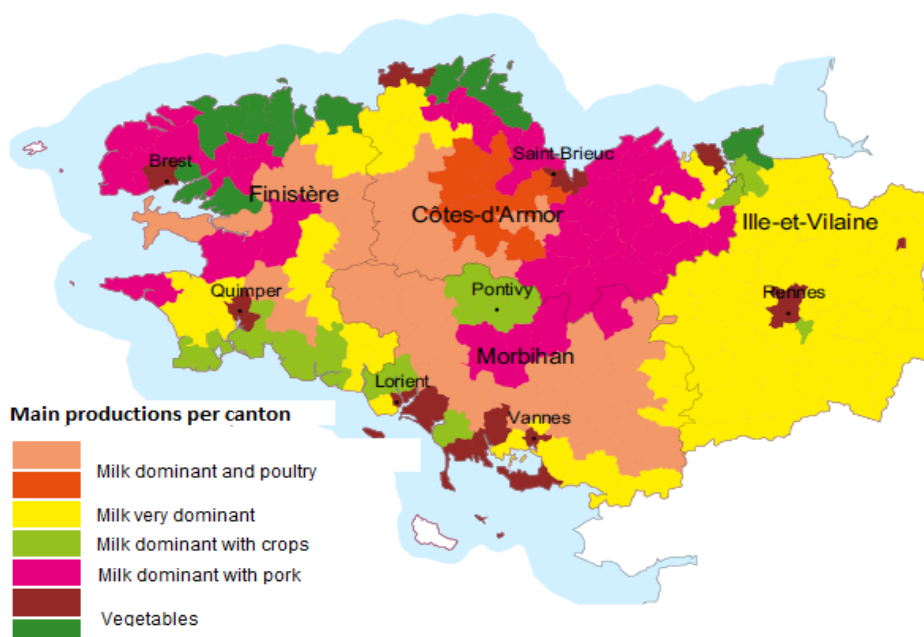 Brest
Saint-Brieuc
Finistère
Côtes-d'Armor
Ille-et-Vilaine
Quimper
Pontivy
Rennes
Morbihan
Lorient
Vannes
Main productions per canton
Milk dominant and poultry
Milk very dominant
Milk dominant with crops
Milk dominant with pork
Vegetables